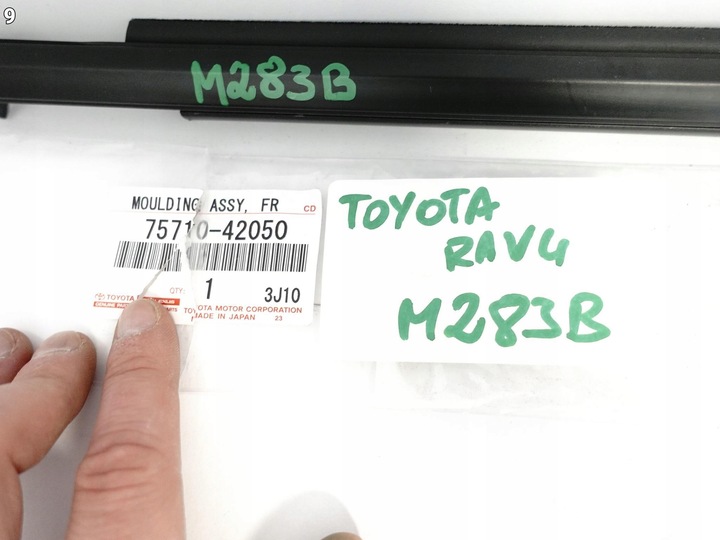 9
M283B
MOULDING ASSY, FR
CD
75710-42050
QTY: 1 3J10
TOYOTA
TOYOTA MOTOR CORPORATION
MADE IN JAPAN 23
TOYOTA
RAV4
M283B